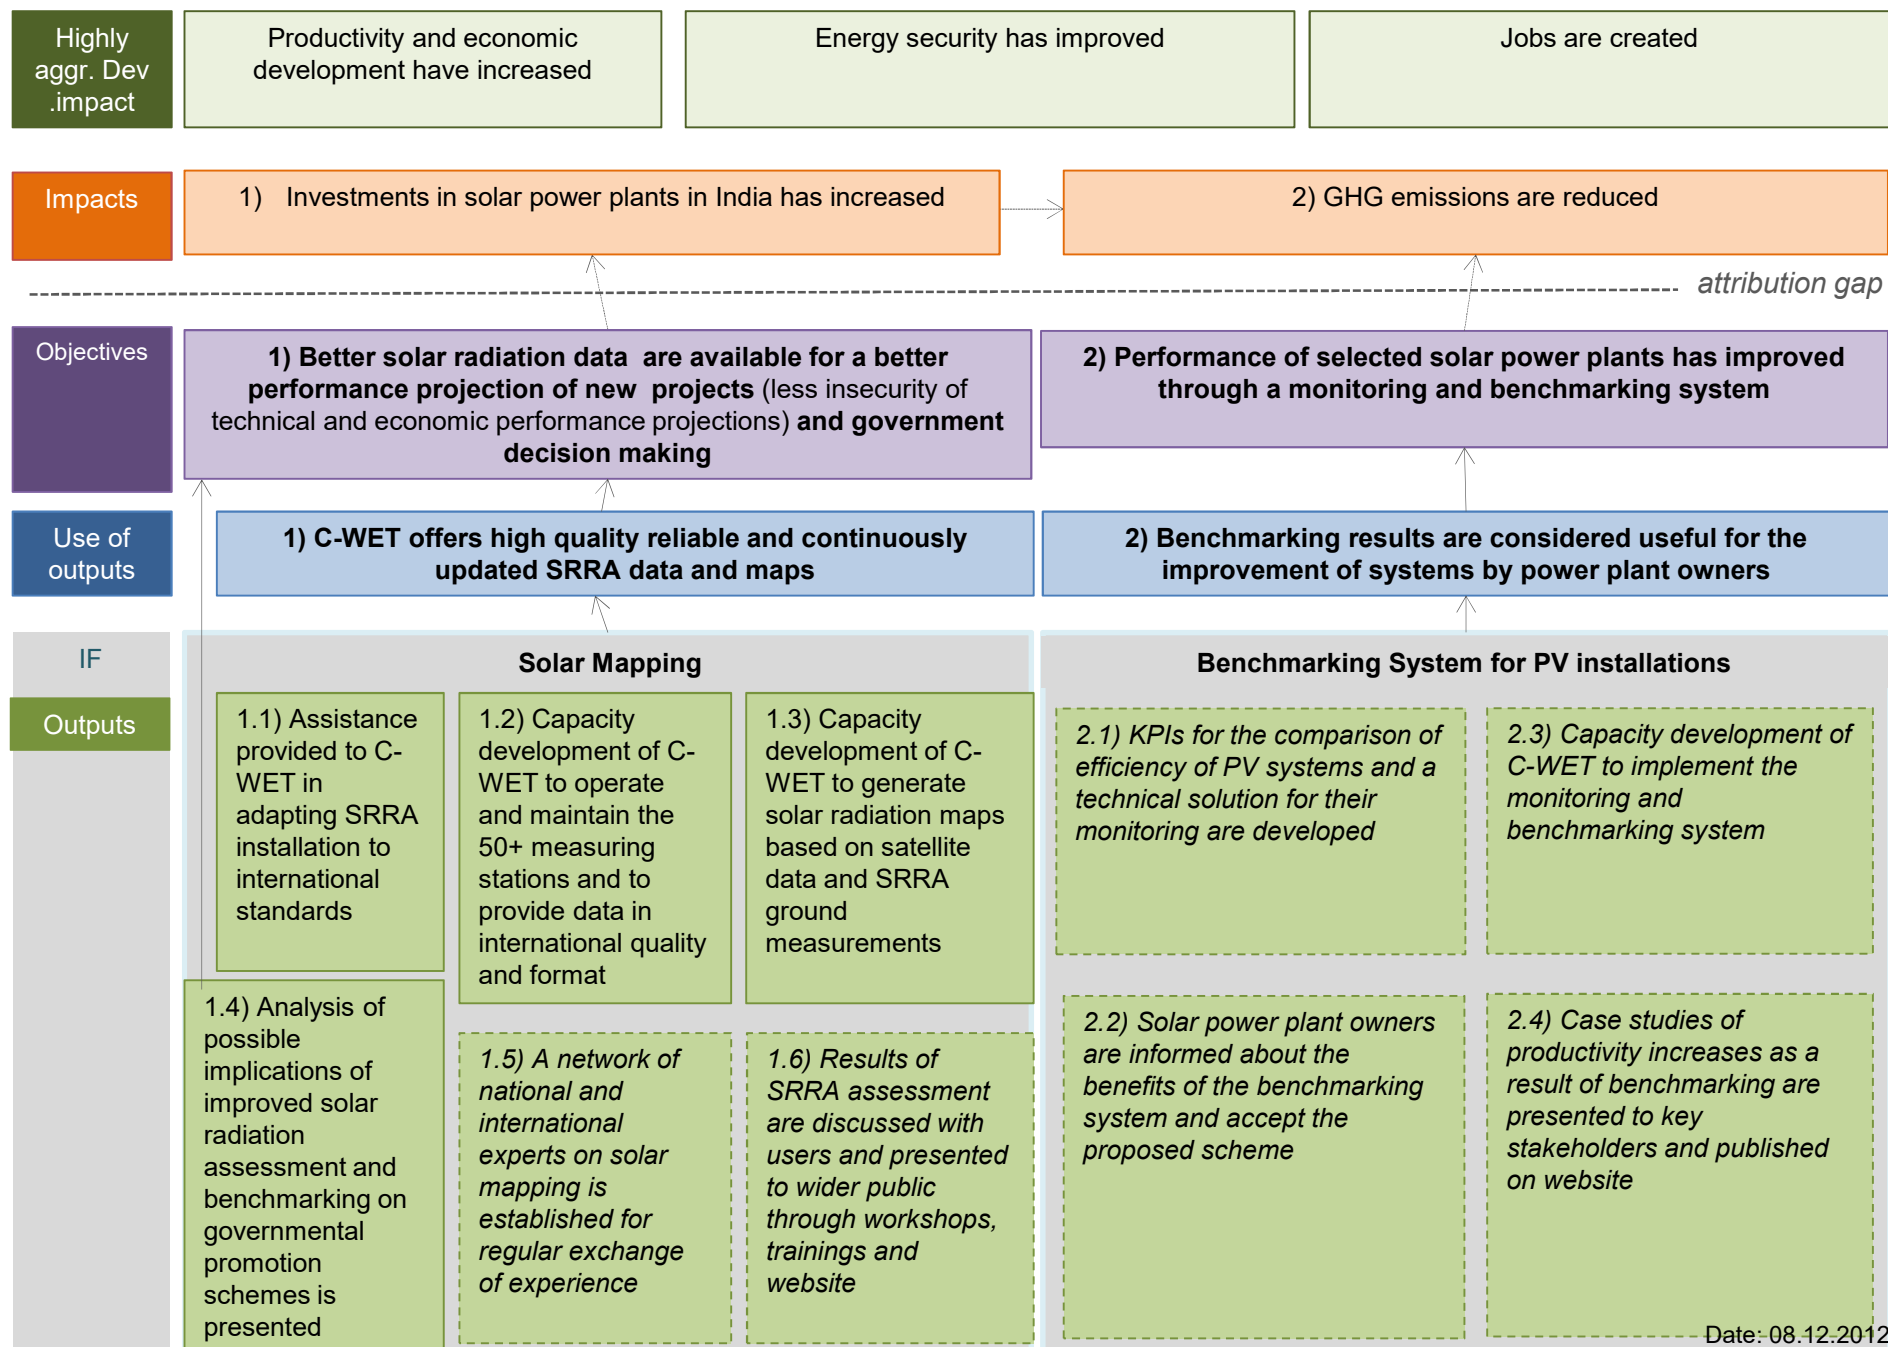 Highly
aggr. Dev
.impact
Productivity and economic
development have increased
Energy security has improved
Jobs are created
Impacts
1) Investments in solar power plants in India has increased
2) GHG emissions are reduced
attribution gap
Objectives
1) Better solar radiation data are available for a better
performance projection of new projects (less insecurity of
technical and economic performance projections) and government
decision making
2) Performance of selected solar power plants has improved
through a monitoring and benchmarking system
Use of
outputs
1) C-WET offers high quality reliable and continuously
updated SRRA data and maps
2) Benchmarking results are considered useful for the
improvement of systems by power plant owners
IF
Outputs
Solar Mapping
1.1) Assistance
provided to C-
WET in
adapting SRRA
installation to
international
standards
1.2) Capacity
development of C-
WET to operate
and maintain the
50+ measuring
stations and to
provide data in
international quality
and format
1.3) Capacity
development of C-
WET to generate
solar radiation maps
based on satellite
data and SRRA
ground
measurements
1.4) Analysis of
possible
implications of
improved solar
radiation
assessment and
benchmarking on
governmental
promotion
schemes is
presented
1.5) A network of
national and
international
experts on solar
mapping is
established for
regular exchange
of experience
1.6) Results of
SRRA assessment
are discussed with
users and presented
to wider public
through workshops,
trainings and
website
Benchmarking System for PV installations
2.1) KPIs for the comparison of
efficiency of PV systems and a
technical solution for their
monitoring are developed
2.3) Capacity development of
C-WET to implement the
monitoring and
benchmarking system
2.2) Solar power plant owners
are informed about the
benefits of the benchmarking
system and accept the
proposed scheme
2.4) Case studies of
productivity increases as a
result of benchmarking are
presented to key
stakeholders and published
on website
Date: 08.12.2012